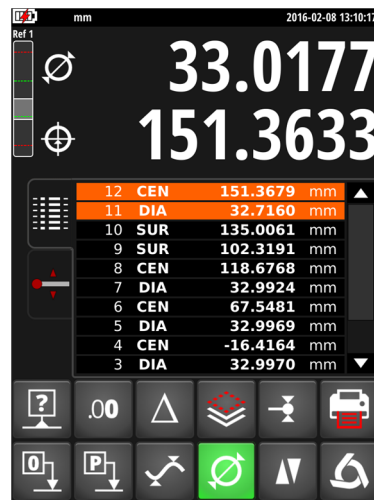 mm 2016-02-08 13:10:17
Ref 1
33.0177
151.3633
12 CEN 151.3679 mm
11 DIA 32.7160 mm
10 SUR 135.0061 mm
9 SUR 102.3191 mm
8 CEN 118.6768 mm
7 DIA 32.9924 mm
6 CEN 67.5481 mm
5 DIA 32.9969 mm
4 CEN -16.4164 mm
3 DIA 32.9970 mm
? .00 Δ
0 P